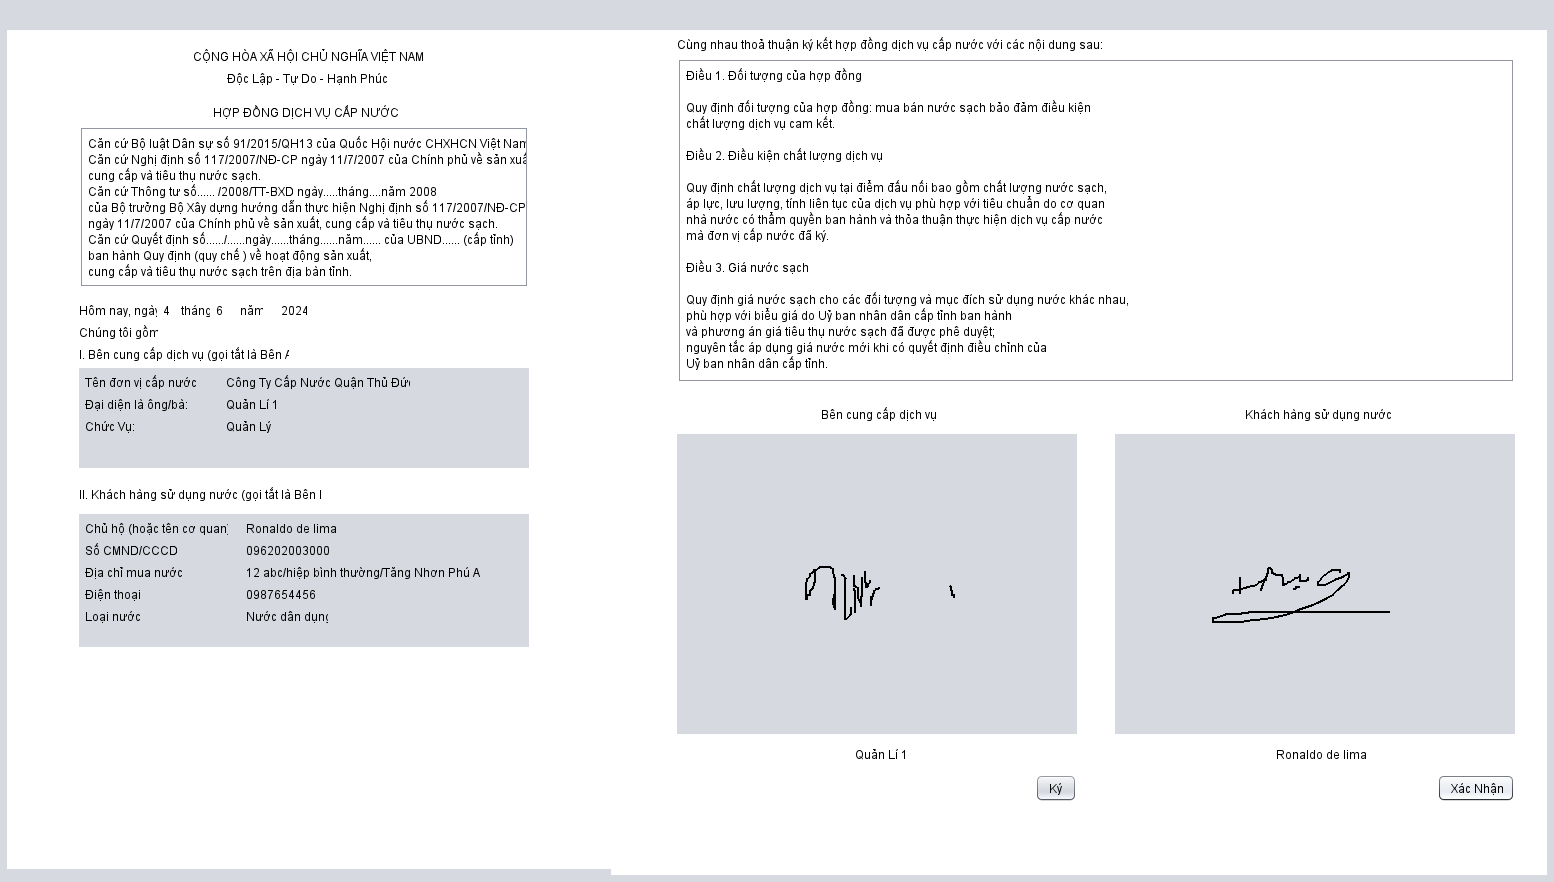 CỘNG HÒA XÃ HỘI CHỦ NGHĨA VIỆT NAM
Độc Lập - Tự Do - Hạnh Phúc
HỢP ĐỒNG DỊCH VỤ CẤP NƯỚC
Căn cứ Bộ luật Dân sự số 91/2015/QH13 của Quốc Hội nước CHXHCN Việt Nam
Căn cứ Nghị định số 117/2007/NĐ-CP ngày 11/7/2007 của Chính phủ về sản xuấ
cung cấp và tiêu thụ nước sạch.
Căn cứ Thông tư số...... /2008/TT-BXD ngày.....tháng....năm 2008
của Bộ trưởng Bộ Xây dựng hướng dẫn thực hiện Nghị định số 117/2007/NĐ-CP
ngày 11/7/2007 của Chính phủ về sản xuất, cung cấp và tiêu thụ nước sạch.
Căn cứ Quyết định số....../......ngày......tháng......năm...... của UBND...... (cấp tỉnh)
ban hành Quy định (quy chế ) về hoạt động sản xuất,
cung cấp và tiêu thụ nước sạch trên địa bàn tỉnh.
Hôm nay, ngày 4 tháng 6 năm 2024
Chúng tôi gồm
I. Bên cung cấp dịch vụ (gọi tắt là Bên A
Tên đơn vị cấp nước Công Ty Cấp Nước Quận Thủ Đức
Đại diện là ông/bà: Quản Lí 1
Chức Vụ: Quản Lý
II. Khách hàng sử dụng nước (gọi tắt là Bên
Chủ hộ (hoặc tên cơ quan) Ronaldo de lima
Số CMND/CCCD 096202003000
Địa chỉ mua nước 12 abc/hiệp bình thường/Tăng Nhơn Phú A
Điện thoại 0987654456
Loại nước Nước dân dụng
Cùng nhau thoả thuận ký kết hợp đồng dịch vụ cấp nước với các nội dung sau:
Điều 1. Đối tượng của hợp đồng
Quy định đối tượng của hợp đồng: mua bán nước sạch bảo đảm điều kiện
chất lượng dịch vụ cam kết.
Điều 2. Điều kiện chất lượng dịch vụ
Quy định chất lượng dịch vụ tại điểm đấu nối bao gồm chất lượng nước sạch,
áp lực, lưu lượng, tính liên tục của dịch vụ phù hợp với tiêu chuẩn do cơ quan
nhà nước có thẩm quyền ban hành và thỏa thuận thực hiện dịch vụ cấp nước
mà đơn vị cấp nước đã ký.
Điều 3. Giá nước sạch
Quy định giá nước sạch cho các đối tượng và mục đích sử dụng nước khác nhau,
phù hợp với biểu giá do Uỷ ban nhân dân cấp tỉnh ban hành
và phương án giá tiêu thụ nước sạch đã được phê duyệt;
nguyên tắc áp dụng giá nước mới khi có quyết định điều chỉnh của
Uỷ ban nhân dân cấp tỉnh.
Bên cung cấp dịch vụ Khách hàng sử dụng nước
Quản Lí 1 Ronaldo de lima
Ký Xác Nhận